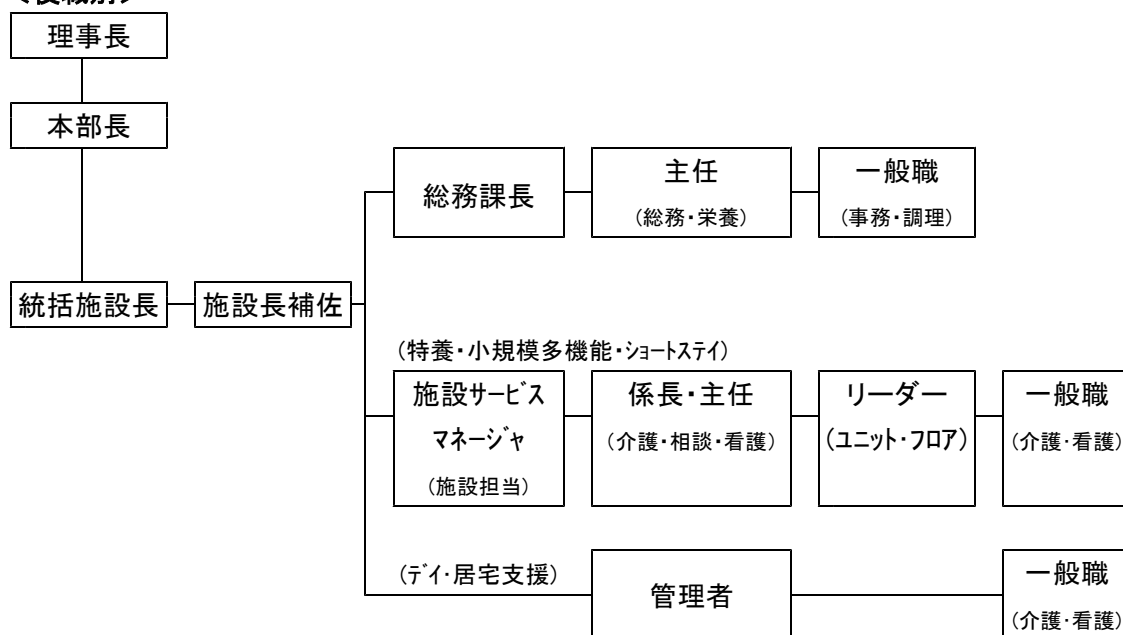 理事長
本部長
総務課長
主任
(総務・栄養)
一般職
(事務・調理)
統括施設長
施設長補佐
(特養・小規模多機能・ｼｮｰﾄｽﾃｲ)
施設ｻｰﾋﾞｽ
ﾏﾈｰｼﾞｬ
(施設担当)
係長・主任
(介護・相談・看護)
リーダー
(ﾕﾆｯﾄ・ﾌﾛｱ)
一般職
(介護・看護)
(ﾃﾞｲ・居宅支援)
管理者
一般職
(介護・看護)